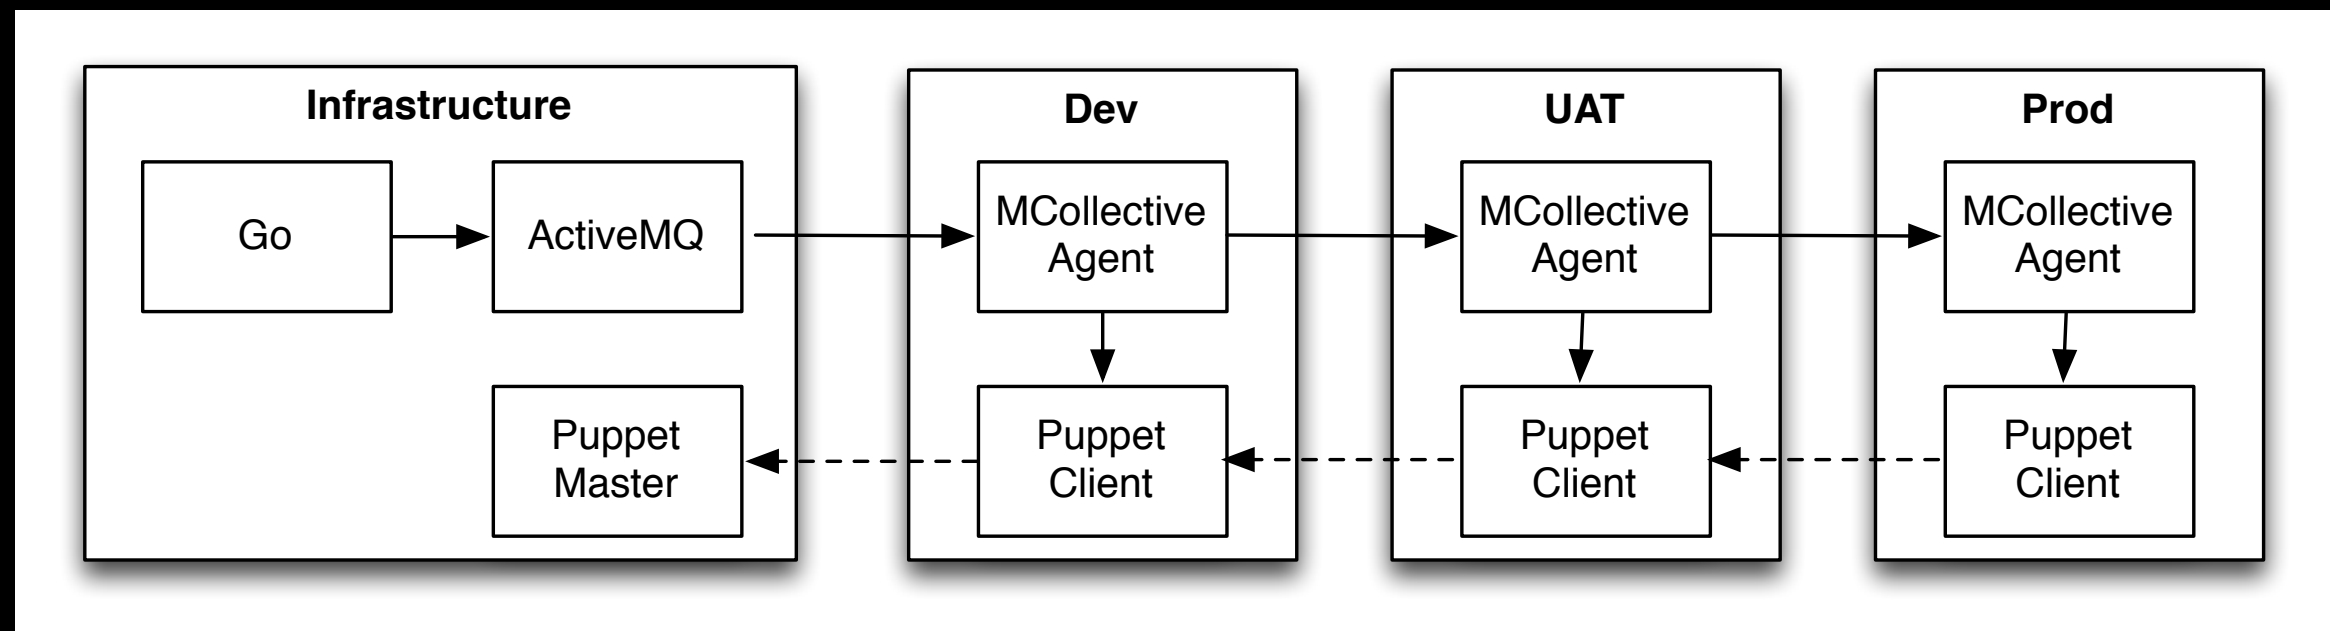 Infrastructure
Go
ActiveMQ
Puppet
Master
Dev
MCollective
Agent
Puppet
Client
UAT
MCollective
Agent
Puppet
Client
Prod
MCollective
Agent
Puppet
Client